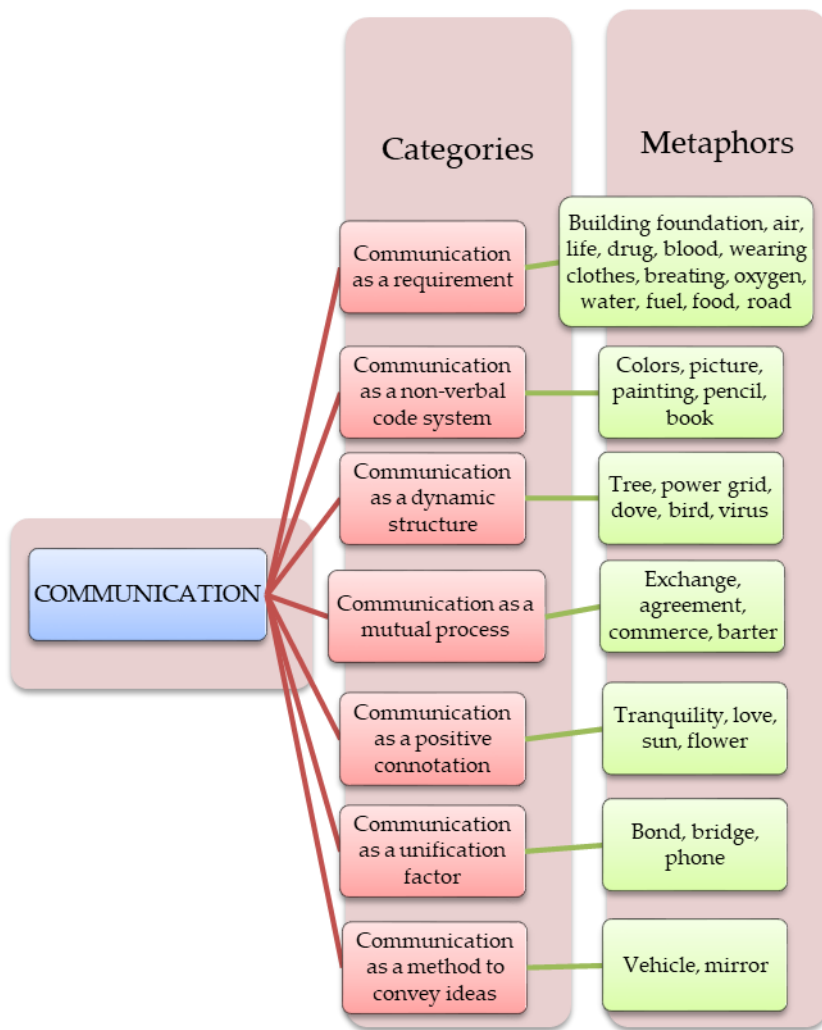 Categories
Metaphors
COMMUNICATION
Communication
as a requirement
Building foundation, air,
life, drug, blood, wearing
clothes, breating, oxygen,
water, fuel, food, road
Communication
as a non-verbal
code system
Colors, picture,
painting, pencil,
book
Communication
as a dynamic
structure
Tree, power grid,
dove, bird, virus
Communication as a
mutual process
Exchange,
agreement,
commerce, barter
Communication
as a positive
connotation
Tranquility, love,
sun, flower
Communication
as a unification
factor
Bond, bridge,
phone
Communication
as a method to
convey ideas
Vehicle, mirror